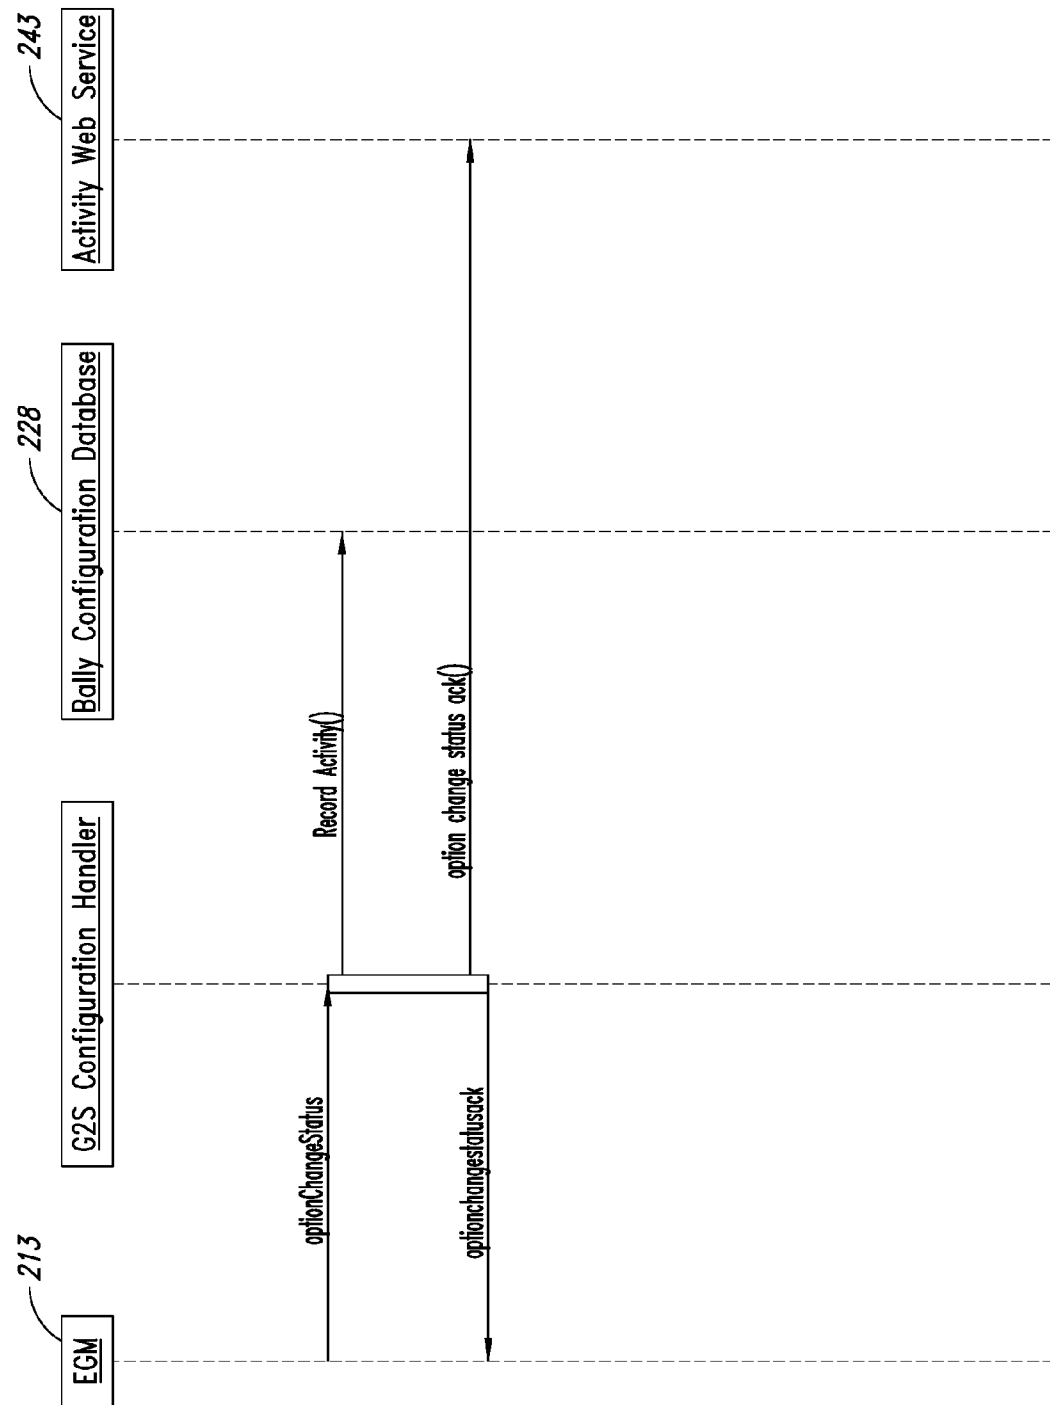 213
228
243
EGM
G2S Configuration Handler
Bally Configuration Database
Activity Web Service
optionChangeStatus
Record Activity()
option change status ack()
optionchangestatusack